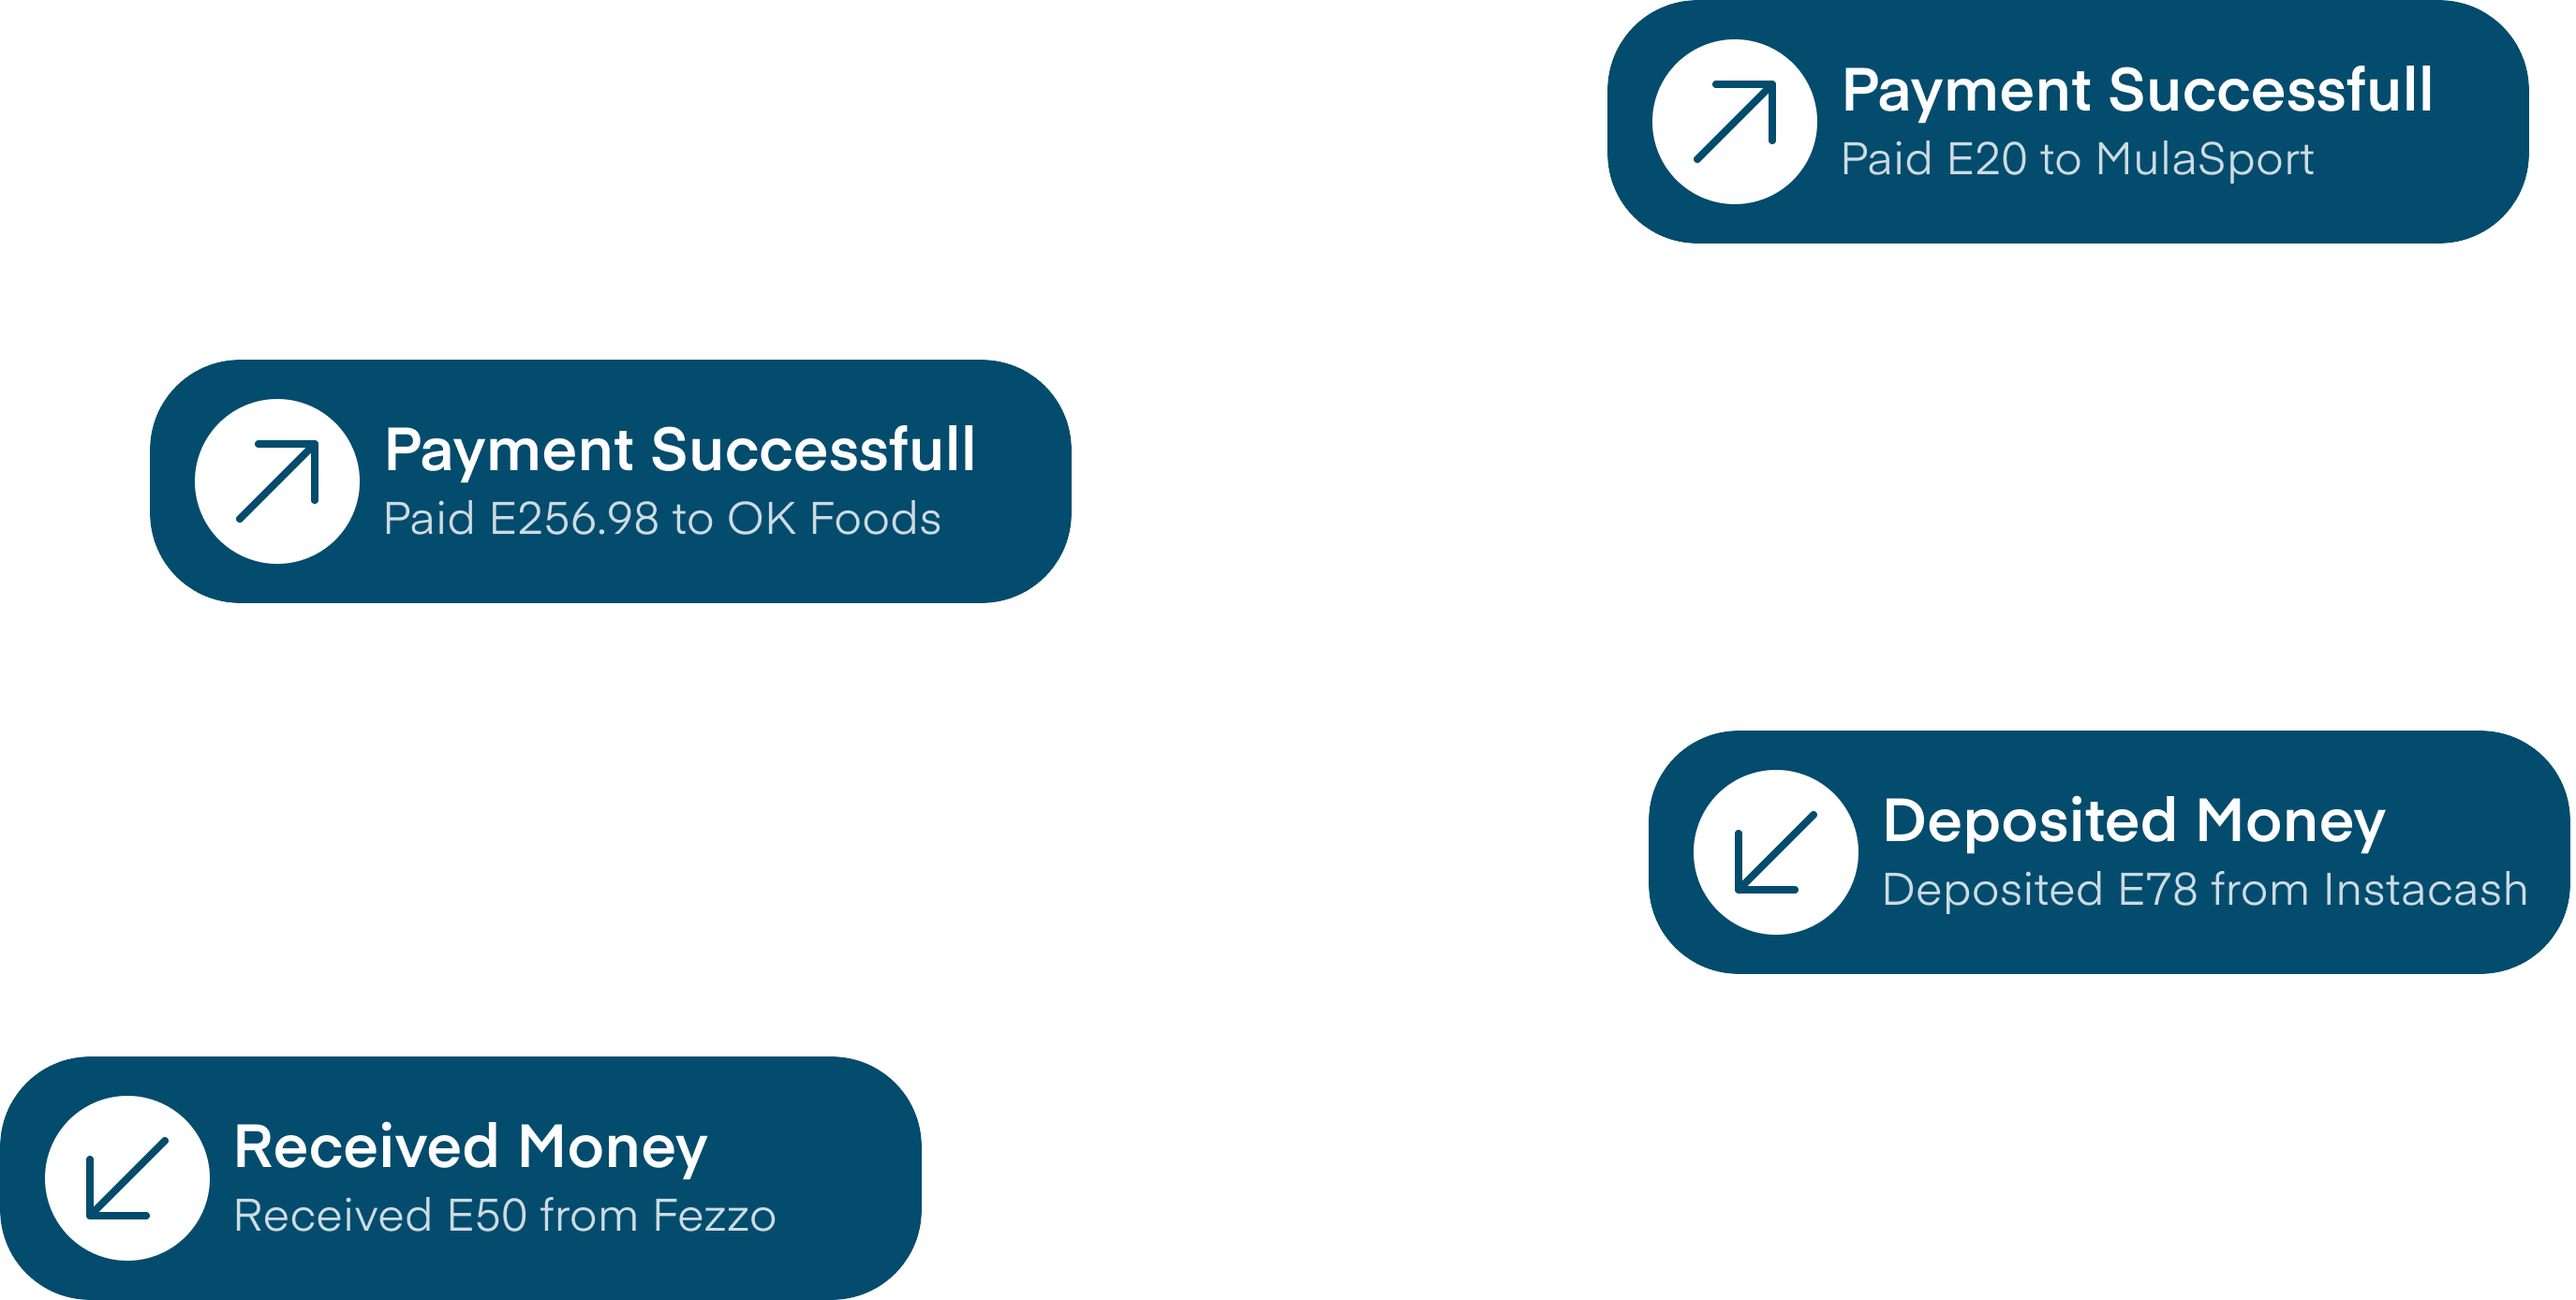 Payment Successfull
Paid E20 to MulaSport
Payment Successfull
Paid E256.98 to OK Foods
Deposited Money
Deposited E78 from Instacash
Received Money
Received E50 from Fezzo